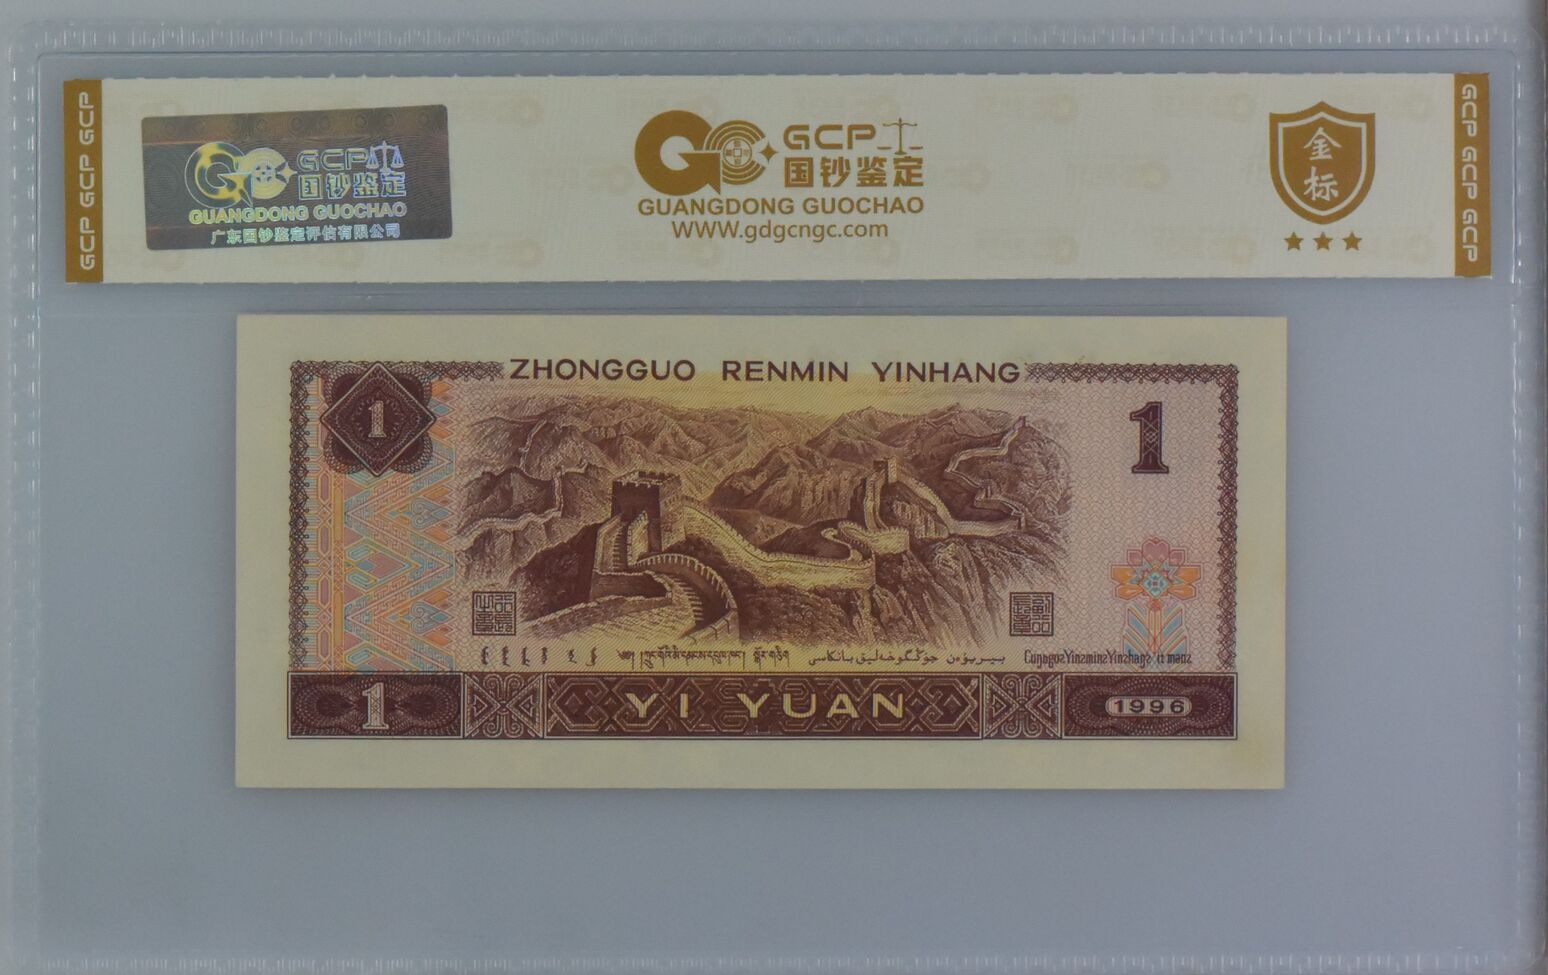 GCP GCP GCP
GCP
国钞鉴定
GUANGDONG GUOCHAO
广东国钞鉴定评估有限公司
GCP
国钞鉴定
GUANGDONG GUOCHAO
WWW.gdgcngc.com
金
标
GCP GCP GCP
ZHONGGUO RENMIN YINHANG
1
1
YI YUAN
1
1996